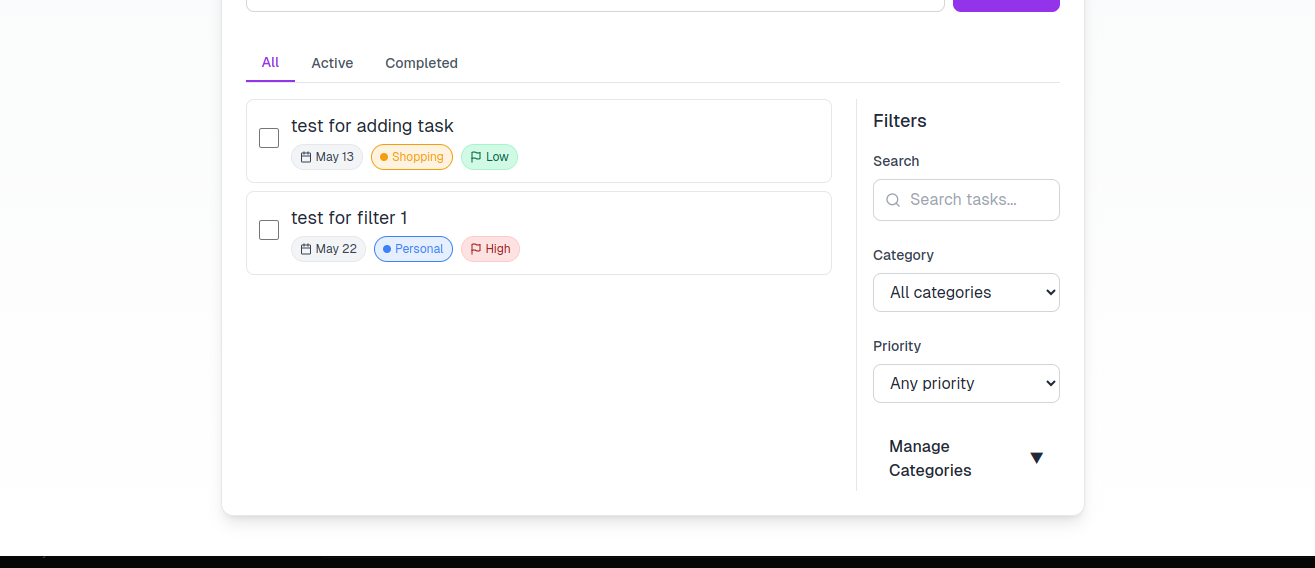 All
Active
Completed
test for adding task
May 13
Shopping
Low
test for filter 1
May 22
Personal
High
Filters
Search
Search tasks...
Category
All categories
Priority
Any priority
Manage
Categories